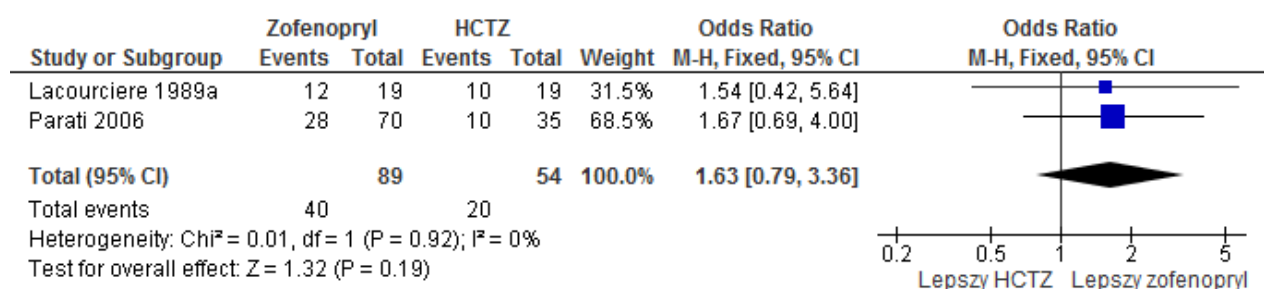 Zofenopryl HCTZ Odds Ratio Odds Ratio
Study or Subgroup Events Total Events Total Weight M-H, Fixed, 95% CI M-H, Fixed, 95% CI
Lacourciere 1989a 12 19 10 19 31.5% 1.54 [0.42, 5.64]
Parati 2006 28 70 10 35 68.5% 1.67 [0.69, 4.00]
Total (95% CI) 89 54 100.0% 1.63 [0.79, 3.36]
Total events 40 20
Heterogeneity: Chi² = 0.01, df = 1 (P = 0.92); I² = 0%
Test for overall effect: Z = 1.32 (P = 0.19)
0.2 0.5 1 2 5
Lepszy HCTZ Lepszy zofenopryl